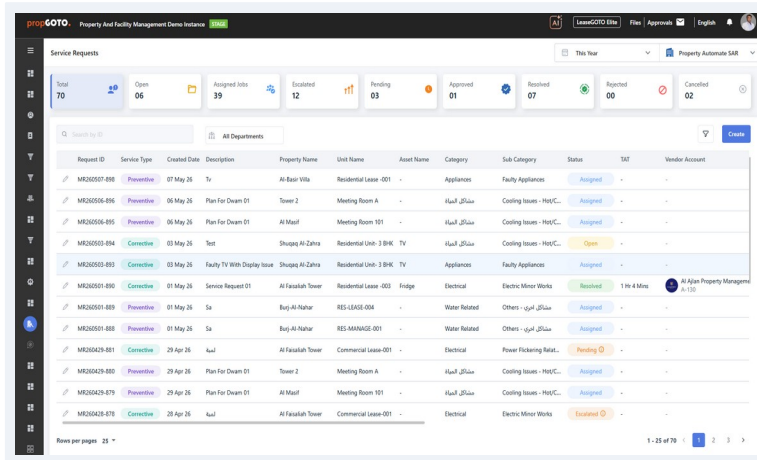 propGOTO. Property And Facility Management Demo Instance STAGE AI LeaseGOTO Elite Files Approvals English
Service Requests This Year Property Automate SAR
Total Open Assigned Jobs Escalated Pending Approved Resolved Rejected Cancelled
70 06 39 12 03 01 07 00 02
Search by ID All Departments Create
Request ID Service Type Created Date Description Property Name Unit Name Asset Name Category Sub Category Status TAT Vendor Account
MR260507-898 Preventive 07 May 26 Tv Al-Basir Villa Residential Lease -001 - Appliances Faulty Appliances Assigned - -
MR260506-896 Preventive 06 May 26 Plan For Dwam 01 Tower 2 Meeting Room A - مشاكل المياة Cooling Issues - Hot/C... Assigned - -
MR260506-895 Preventive 06 May 26 Plan For Dwam 01 Al Masif Meeting Room 101 - مشاكل المياة Cooling Issues - Hot/C... Assigned - -
MR260503-894 Corrective 03 May 26 Test Shuqaq Al-Zahra Residential Unit- 3 BHK TV مشاكل المياة Cooling Issues - Hot/C... Open - -
MR260503-893 Corrective 03 May 26 Faulty TV With Display Issue Shuqaq Al-Zahra Residential Unit- 3 BHK TV Appliances Faulty Appliances Assigned - -
MR260501-890 Corrective 01 May 26 Service Request 01 Al Faisaliah Tower Residential Lease -003 Fridge Electrical Electric Minor Works Resolved 1 Hr 4 Mins Al Ajlan Property Manageme
A-130
MR260501-889 Preventive 01 May 26 Sa Burj-Al-Nahar RES-LEASE-004 - Water Related Others - مشاكل اخرى Assigned - -
MR260501-888 Preventive 01 May 26 Sa Burj-Al-Nahar RES-MANAGE-001 - Water Related Others - مشاكل اخرى Assigned - -
MR260429-881 Corrective 29 Apr 26 لمبة Al Faisaliah Tower Commercial Lease-001 - Electrical Power Flickering Relat... Pending - -
MR260429-880 Preventive 29 Apr 26 Plan For Dwam 01 Tower 2 Meeting Room A - مشاكل المياة Cooling Issues - Hot/C... Assigned - -
MR260429-879 Preventive 29 Apr 26 Plan For Dwam 01 Al Masif Meeting Room 101 - مشاكل المياة Cooling Issues - Hot/C... Assigned - -
MR260428-878 Corrective 28 Apr 26 لمبة Al Faisaliah Tower Commercial Lease-001 - Electrical Electric Minor Works Escalated - -
Rows per pages 25 1 - 25 of 70 1 2 3